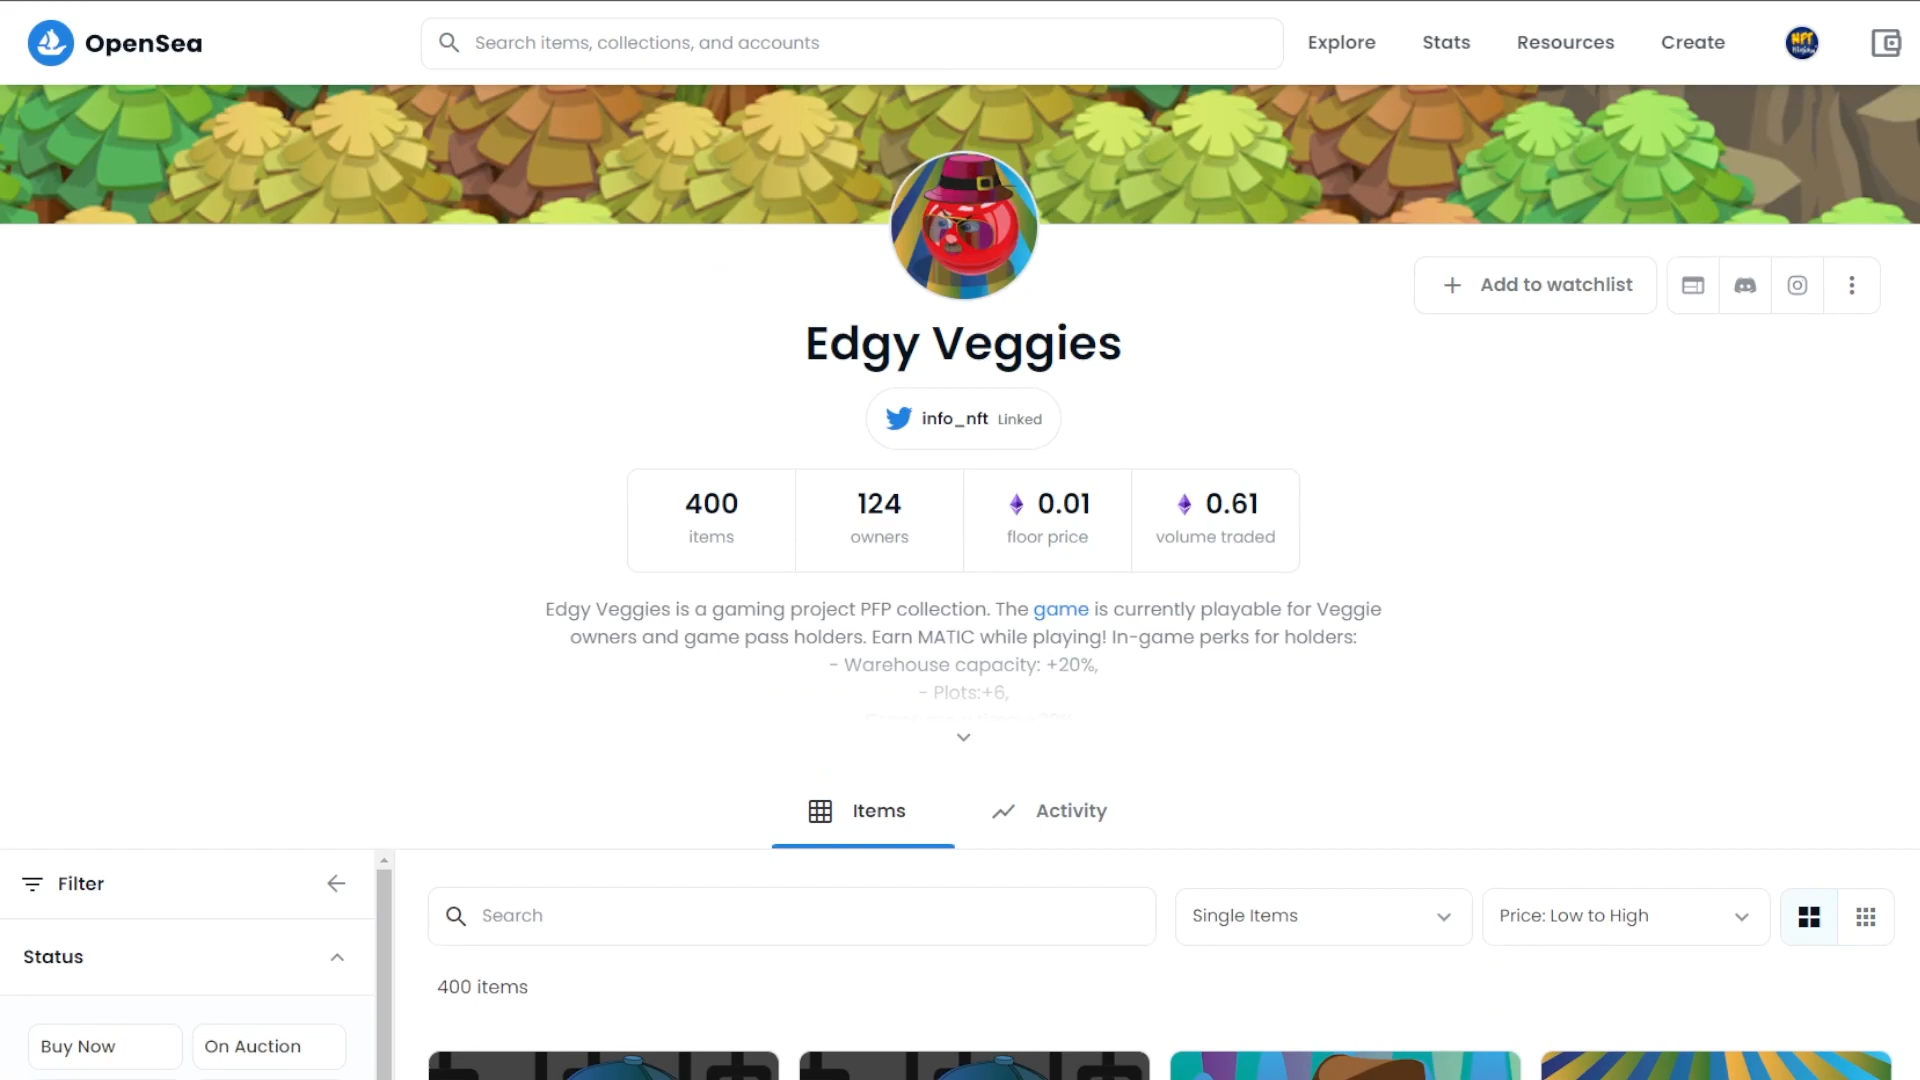 OpenSea
Search items, collections, and accounts
Explore
Stats
Resources
Create
NFT
Add to watchlist
Edgy Veggies
info_nft Linked
400
items
124
owners
0.01
floor price
0.61
volume traded
Edgy Veggies is a gaming project PFP collection. The game is currently playable for Veggie
owners and game pass holders. Earn MATIC while playing! In-game perks for holders:
- Warehouse capacity: +20%,
- Plots:+6,
Items
Activity
Filter
Search
Single Items
Price: Low to High
Status
400 items
Buy Now
On Auction